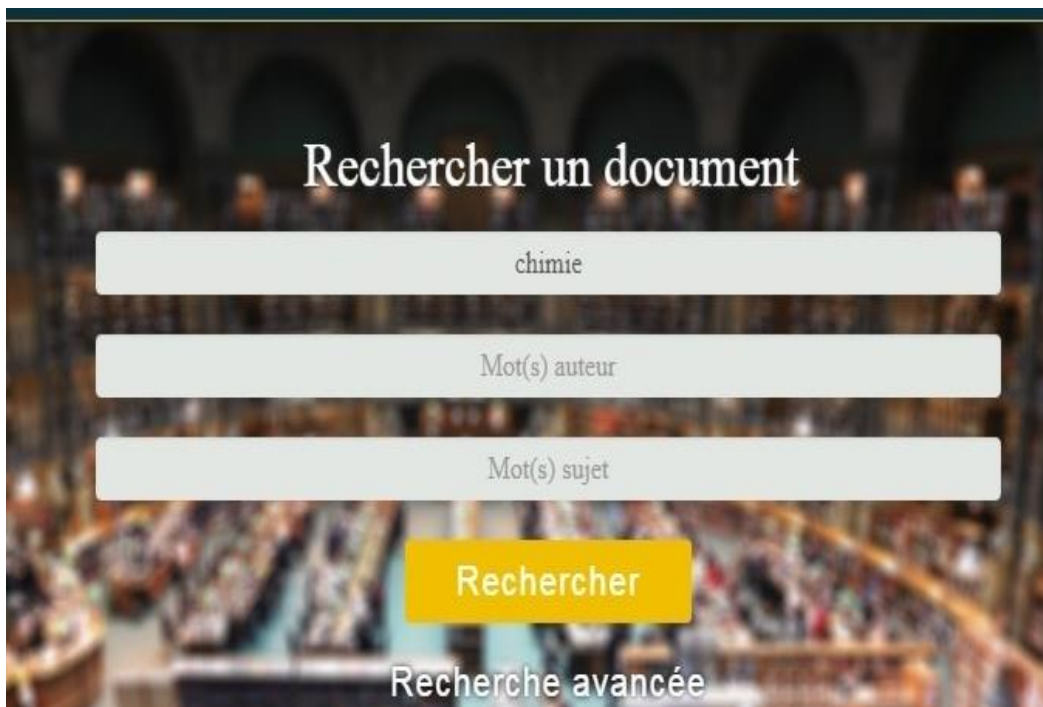 Rechercher un document
chimie
Mot(s) auteur
Mot(s) sujet
Rechercher
Recherche avancée